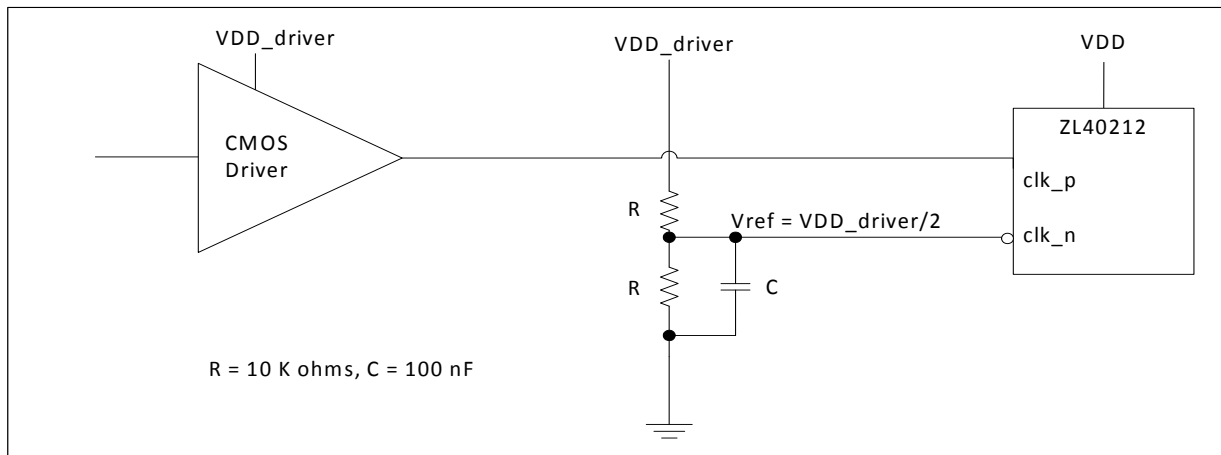 VDD_driver
VDD_driver
VDD
CMOS
Driver
ZL40212
clk_p
R
Vref = VDD_driver/2
clk_n
R
C
R = 10 K ohms, C = 100 nF